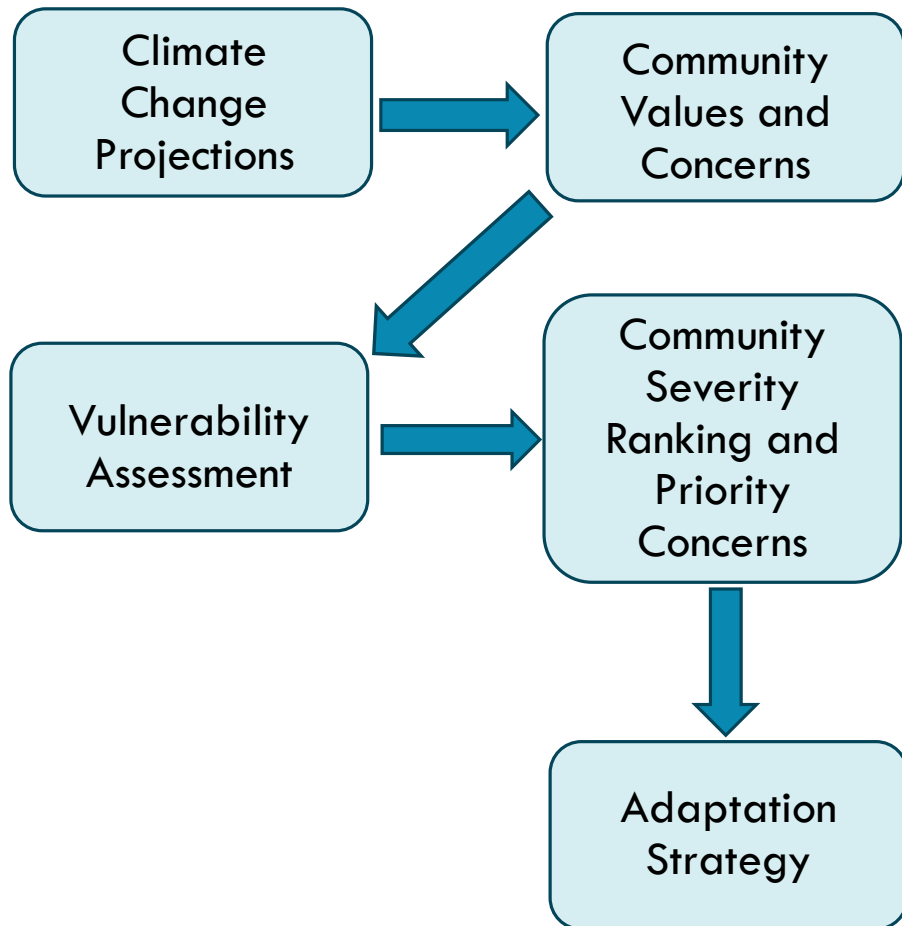 Climate
Change
Projections
Community
Values and
Concerns
Vulnerability
Assessment
Community
Severity
Ranking and
Priority
Concerns
Adaptation
Strategy